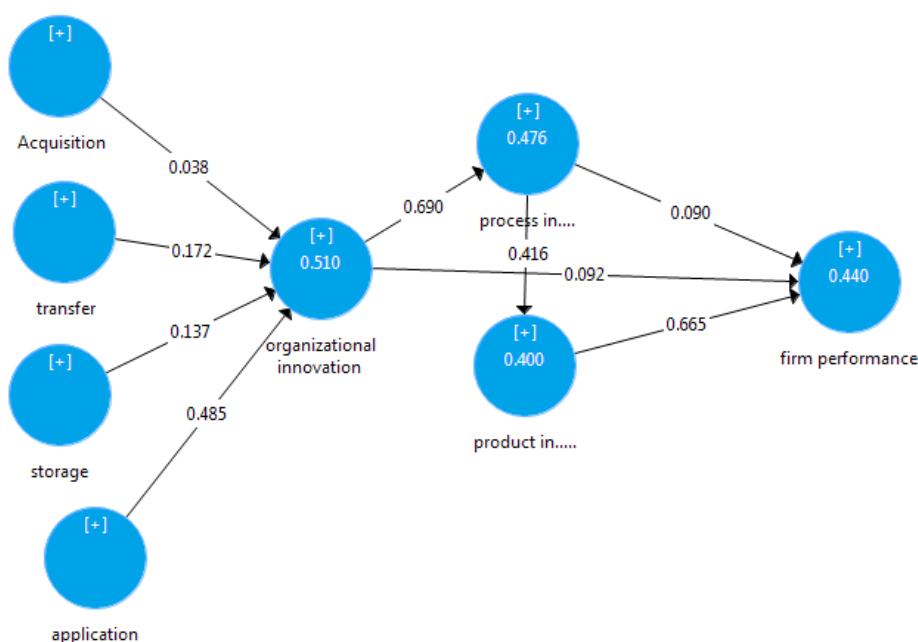 [+]
Acquisition
0.038
[+]
transfer
0.172
[+]
storage
0.137
[+]
application
0.485
[+]
0.510
organizational
innovation
0.690
0.092
[+]
0.476
process in....
0.416
0.090
[+]
0.400
product in.....
0.665
[+]
0.440
firm performance